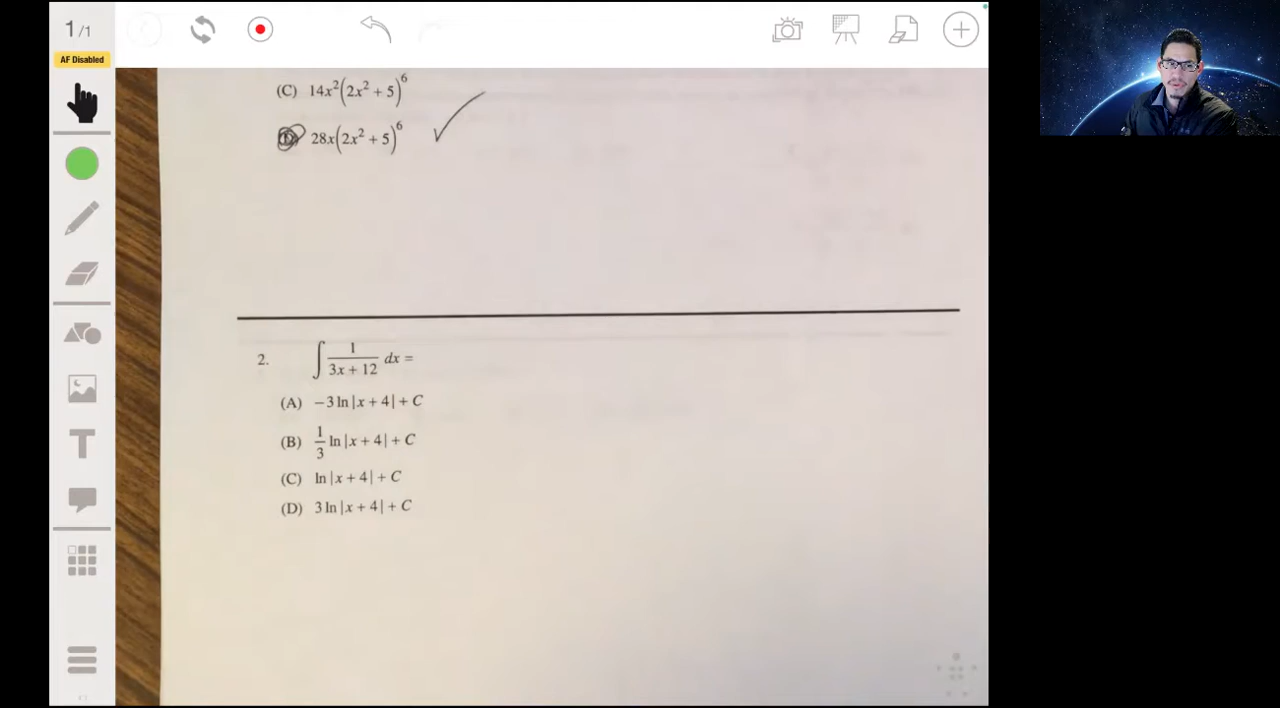 1/1
AF Disabled
(C) 14x²(2x² + 5)⁶
28x(2x² + 5)⁶
2. ∫ 1/(3x + 12) dx =
(A) −3 ln|x + 4| + C
(B) 1/3 ln|x + 4| + C
(C) ln|x + 4| + C
(D) 3 ln|x + 4| + C
T